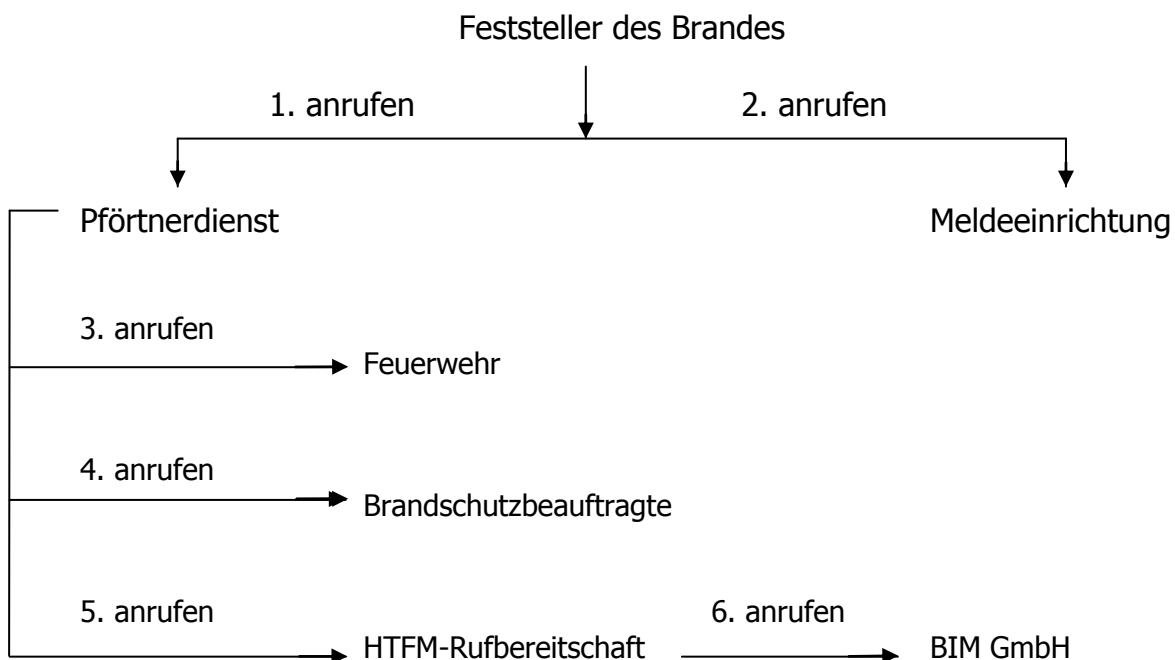 Feststeller des Brandes
1. anrufen
2. anrufen
Pförtnerdienst
Meldeeinrichtung
3. anrufen
Feuerwehr
4. anrufen
Brandschutzbeauftragte
5. anrufen
6. anrufen
HTFM-Rufbereitschaft
BIM GmbH